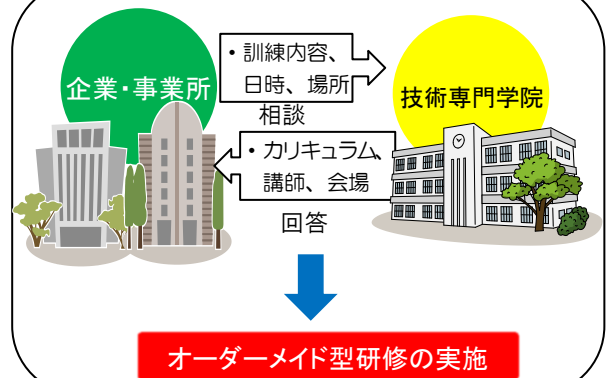 企業・事業所
・訓練内容、
日時、場所
相談
技術専門学院
・カリキュラム、
講師、会場
回答
オーダーメイド型研修の実施